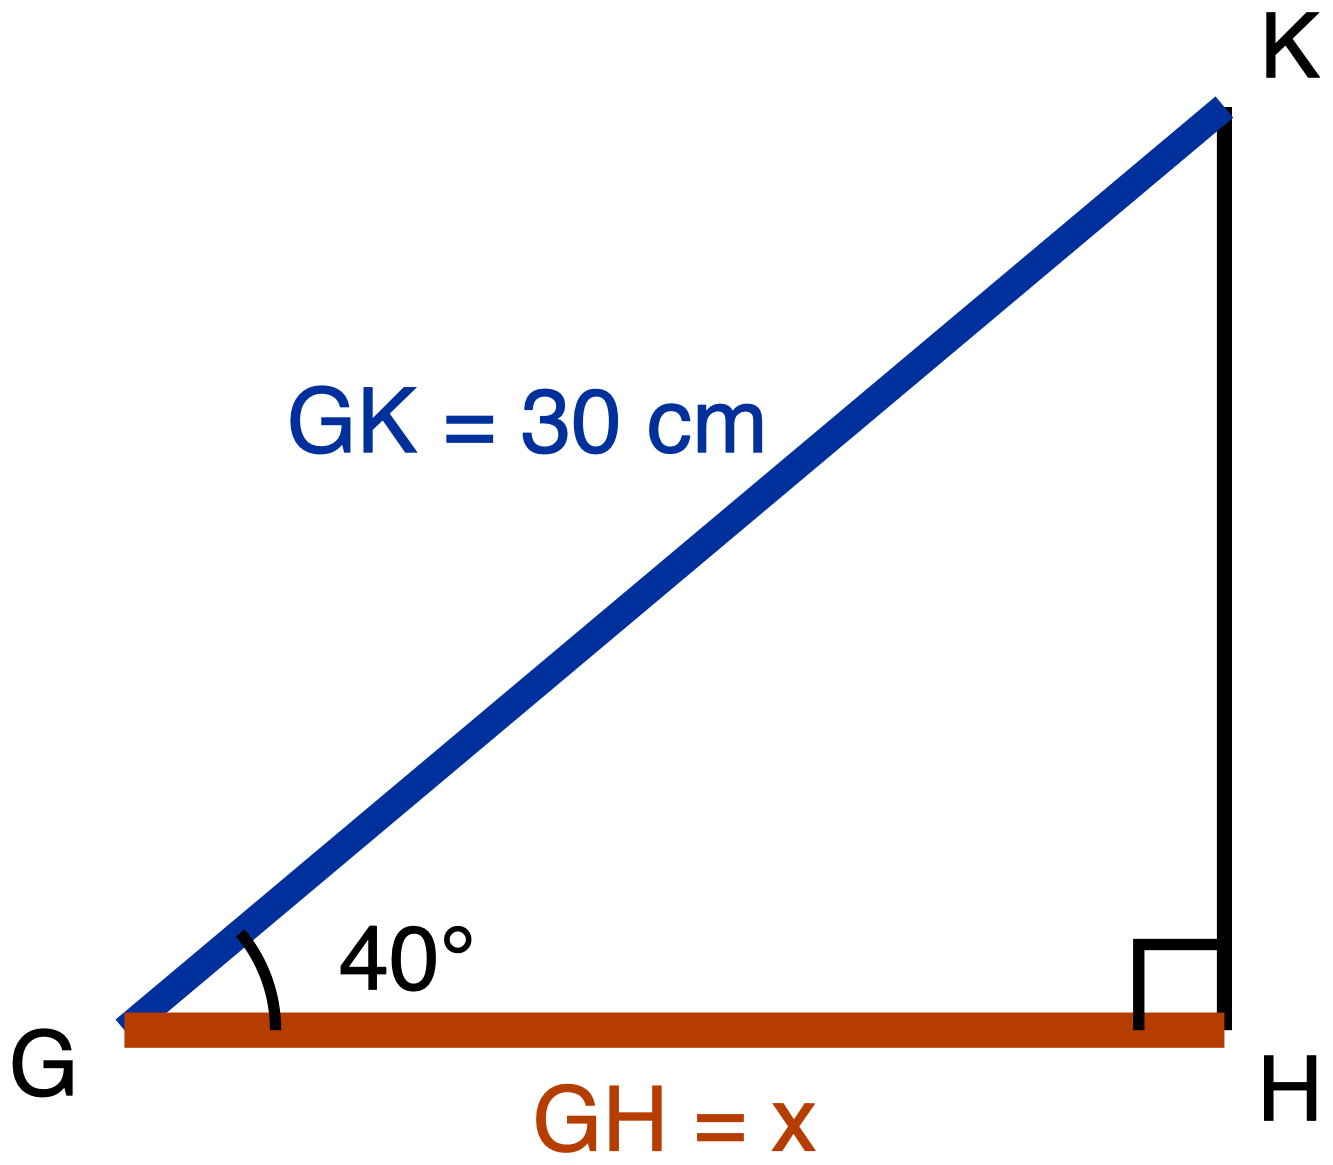 K
GK = 30 cm
40°
G
H
GH = x